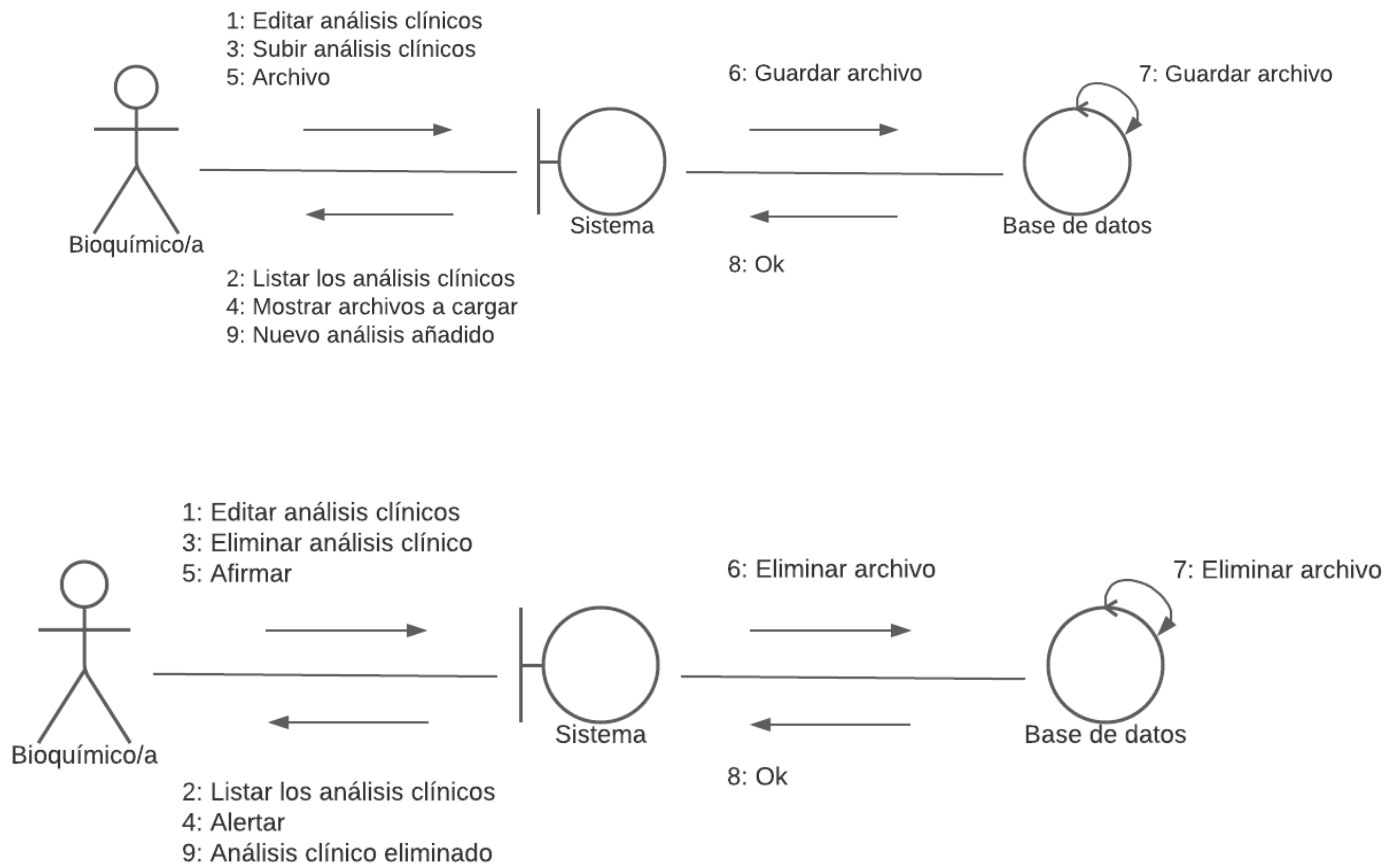 1: Editar análisis clínicos
3: Subir análisis clínicos
5: Archivo
6: Guardar archivo
7: Guardar archivo
Bioquímico/a
Sistema
Base de datos
2: Listar los análisis clínicos
4: Mostrar archivos a cargar
9: Nuevo análisis añadido
8: Ok
1: Editar análisis clínicos
3: Eliminar análisis clínico
5: Afirmar
6: Eliminar archivo
7: Eliminar archivo
Bioquímico/a
Sistema
Base de datos
2: Listar los análisis clínicos
4: Alertar
9: Análisis clínico eliminado
8: Ok